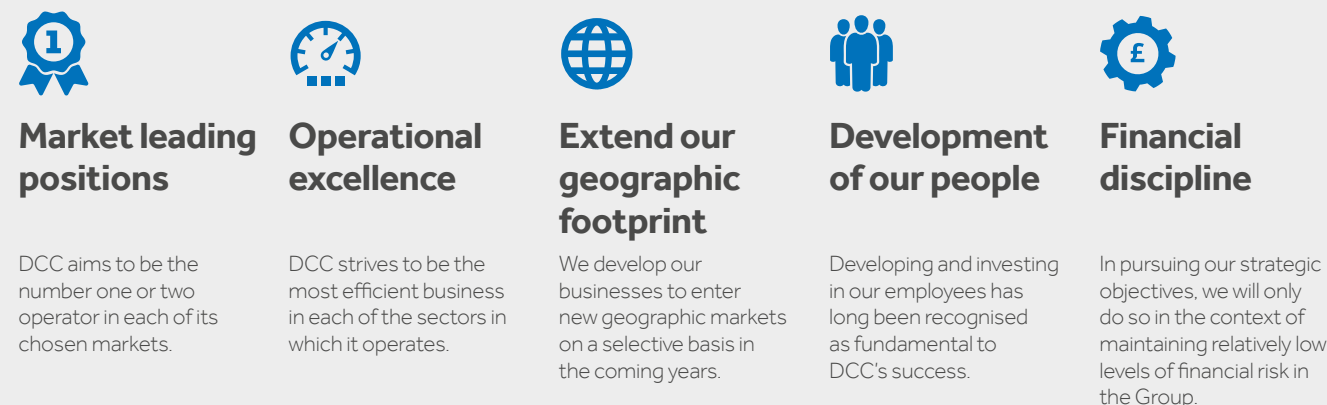 1
Market leading
positions
DCC aims to be the
number one or two
operator in each of its
chosen markets.
Operational
excellence
DCC strives to be the
most efficient business
in each of the sectors in
which it operates.
Extend our
geographic
footprint
We develop our
businesses to enter
new geographic markets
on a selective basis in
the coming years.
Development
of our people
Developing and investing
in our employees has
long been recognised
as fundamental to
DCC's success.
£
Financial
discipline
In pursuing our strategic
objectives, we will only
do so in the context of
maintaining relatively low
levels of financial risk in
the Group.